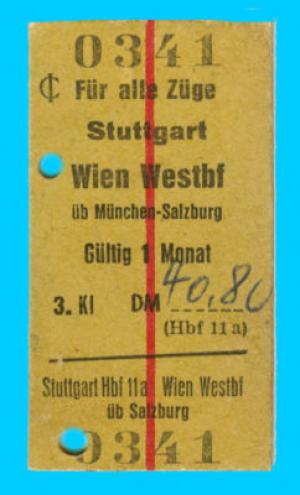 0341
₵ Für alle Züge
Stuttgart
Wien Westbf
üb München-Salzburg
Gültig 1 Monat
3. Kl DM 40,80
(Hbf 11a)
Stuttgart Hbf 11a Wien Westbf
üb Salzburg
0341